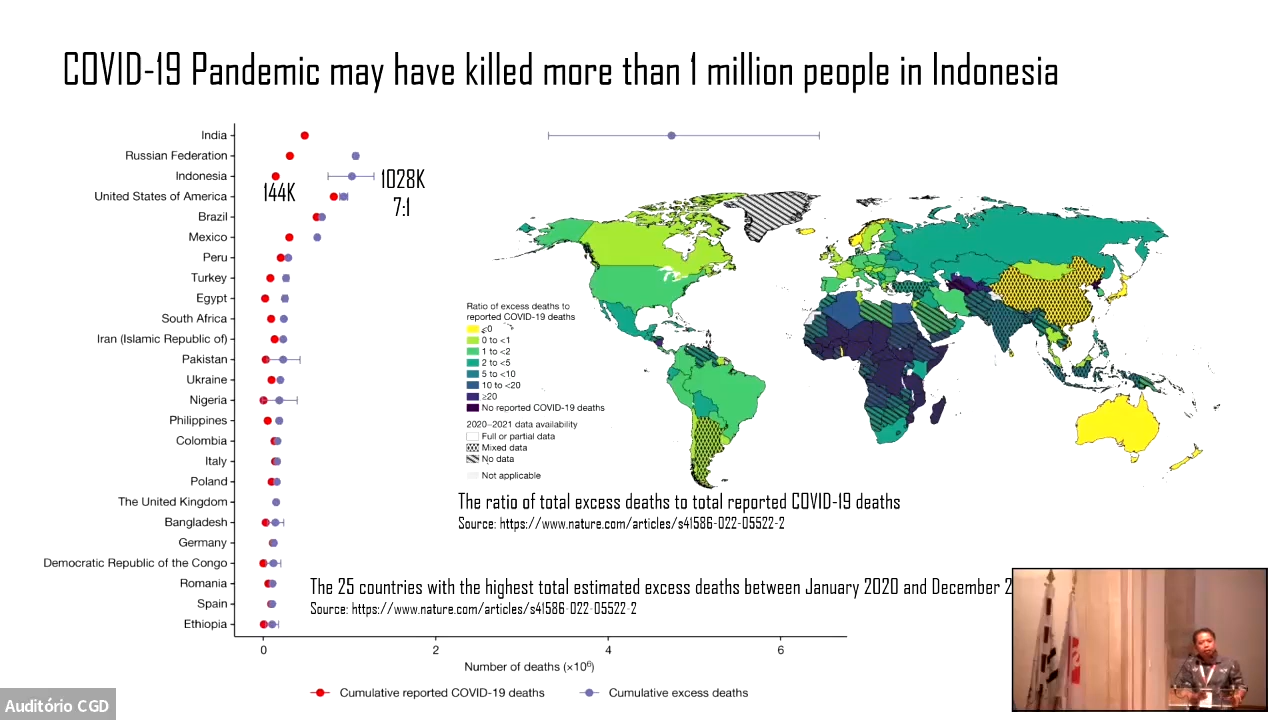 COVID-19 Pandemic may have killed more than 1 million people in Indonesia
India
Russian Federation
Indonesia
United States of America
Brazil
Mexico
Peru
Turkey
Egypt
South Africa
Iran (Islamic Republic of)
Pakistan
Ukraine
Nigeria
Philippines
Colombia
Italy
Poland
The United Kingdom
Bangladesh
Germany
Democratic Republic of the Congo
Romania
Spain
Ethiopia
144K
1028K
7:1
Ratio of excess deaths to
reported COVID-19 deaths
<0
0 to <1
1 to <2
2 to <5
5 to <10
10 to <20
≥20
No reported COVID-19 deaths
2020–2021 data availability
Full or partial data
Mixed data
No data
Not applicable
The ratio of total excess deaths to total reported COVID-19 deaths
Source: https://www.nature.com/articles/s41586-022-05522-2
The 25 countries with the highest total estimated excess deaths between January 2020 and December 2
Source: https://www.nature.com/articles/s41586-022-05522-2
0 2 4 6
Number of deaths (×10⁶)
Cumulative reported COVID-19 deaths
Cumulative excess deaths
Auditório CGD